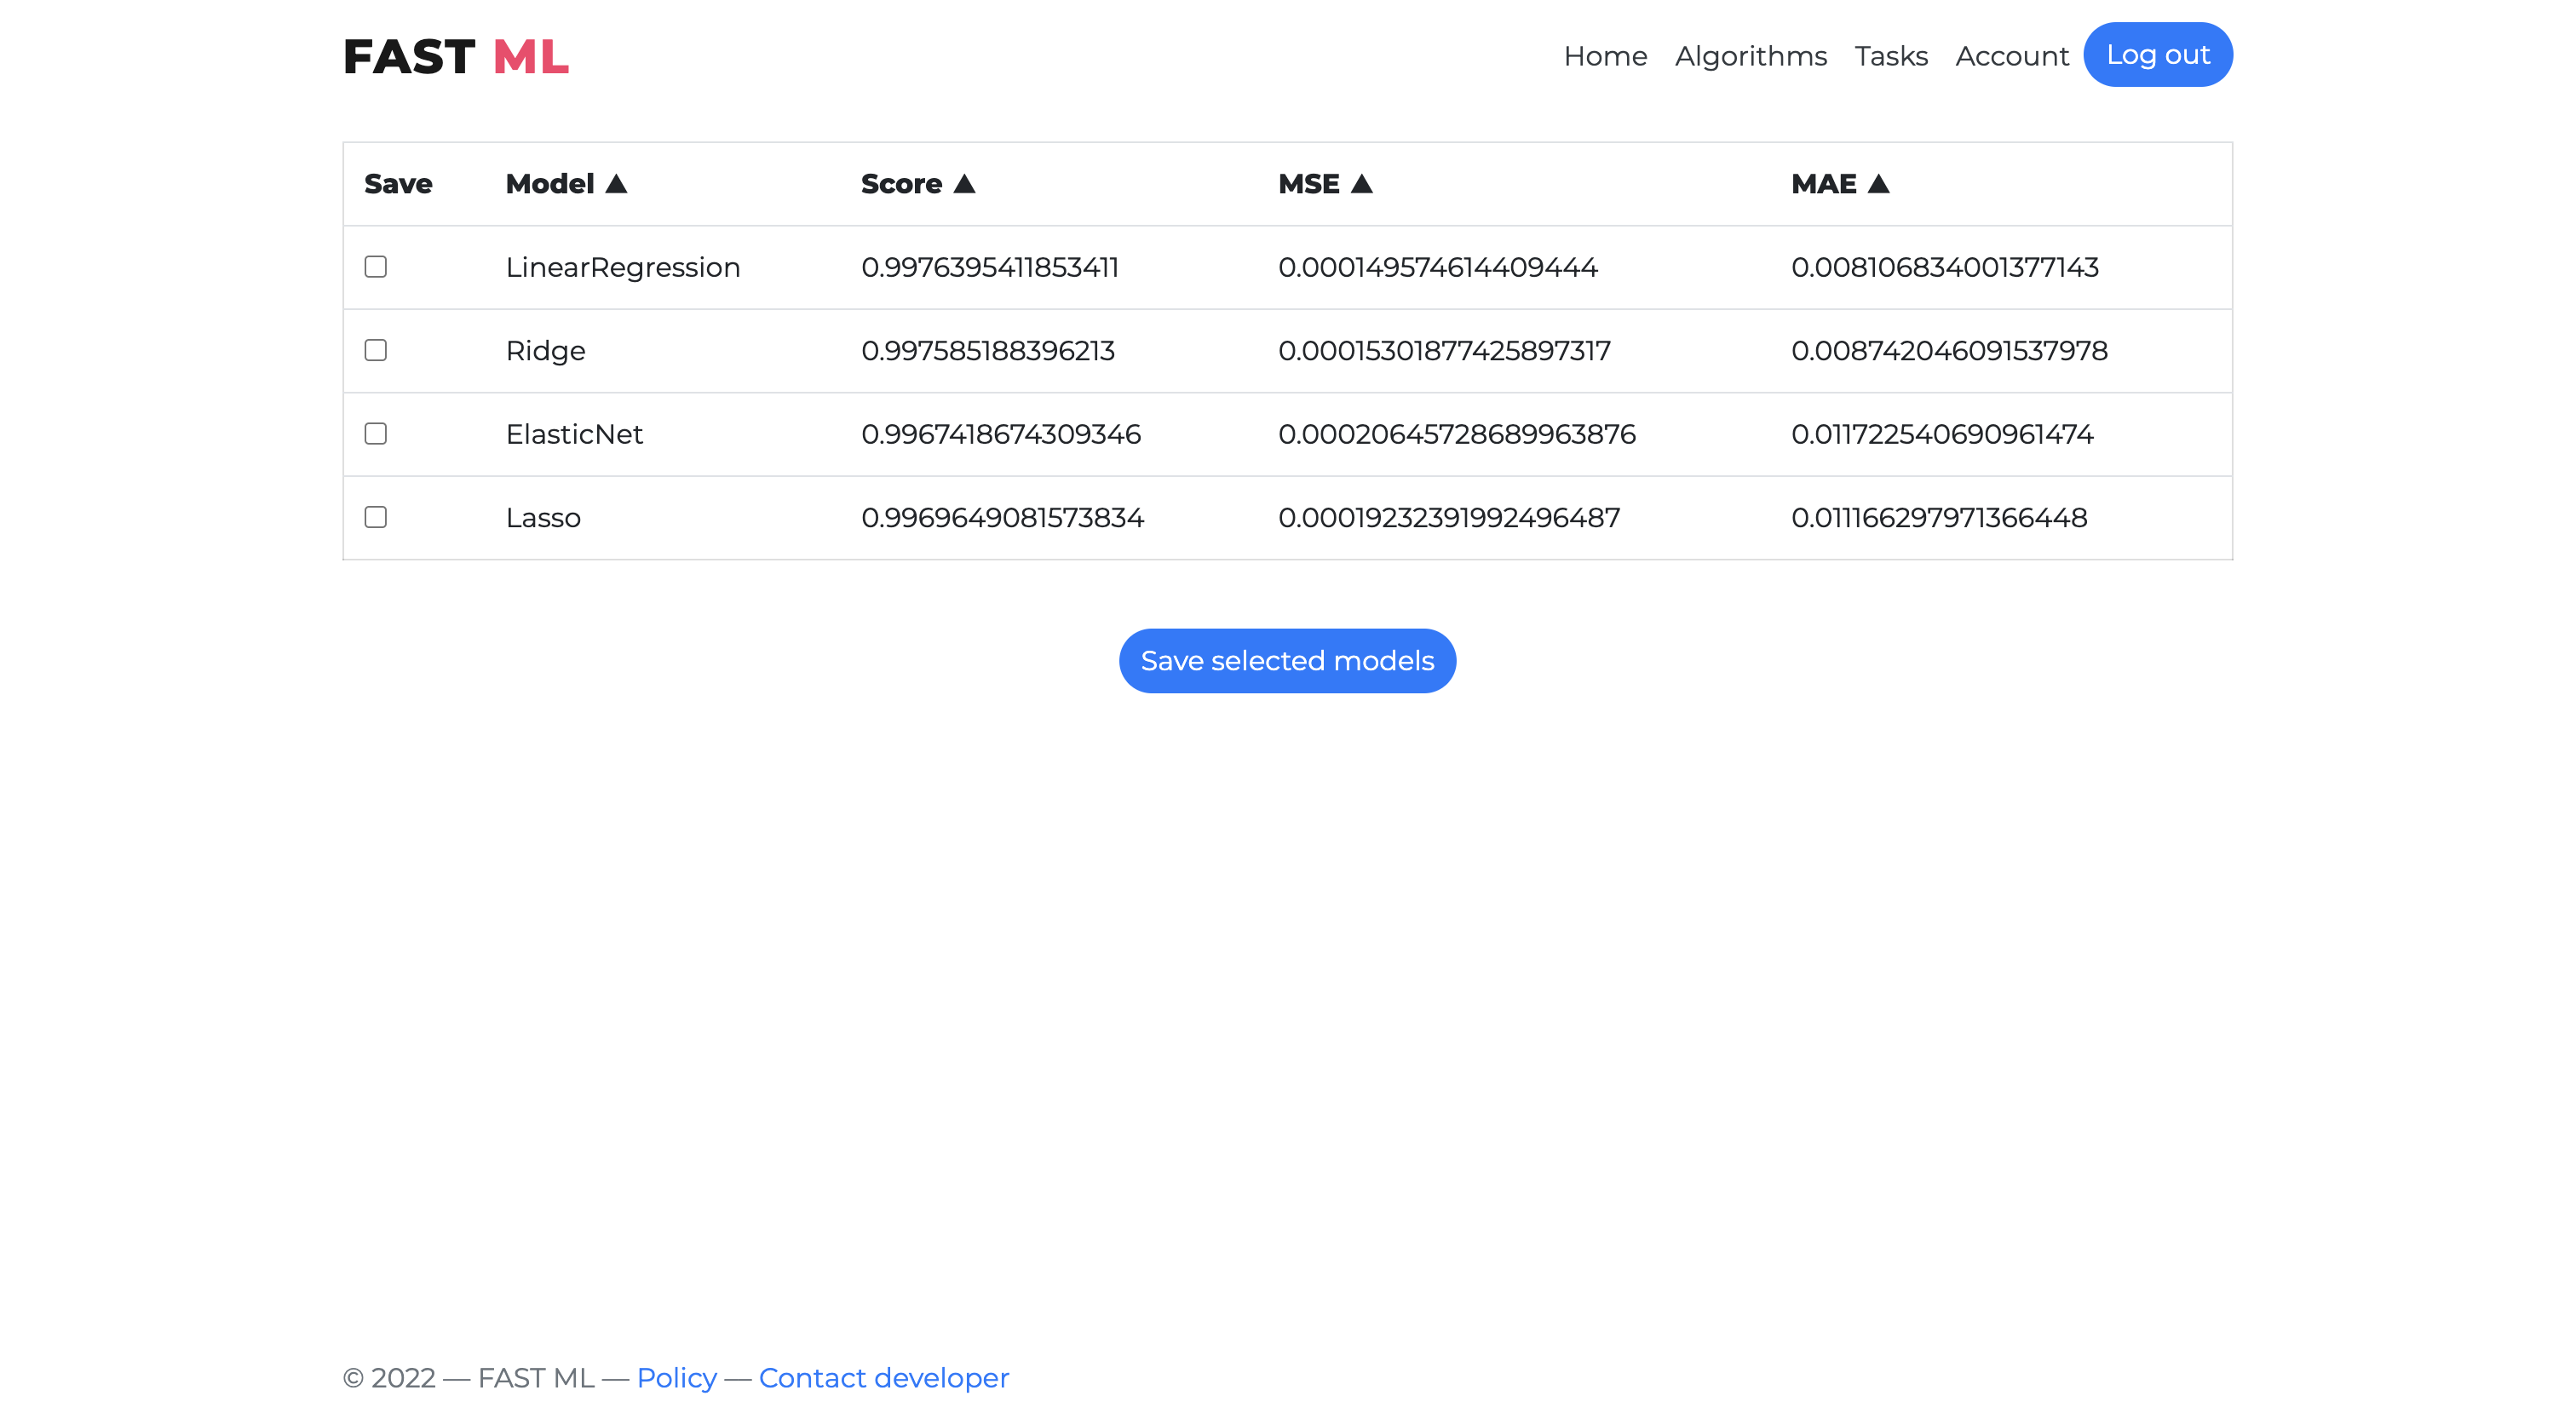 FAST ML Home Algorithms Tasks Account Log out
Save Model ▲ Score ▲ MSE ▲ MAE ▲
LinearRegression 0.9976395411853411 0.000149574614409444 0.008106834001377143
Ridge 0.997585188396213 0.00015301877425897317 0.008742046091537978
ElasticNet 0.9967418674309346 0.00020645728689963876 0.011722540690961474
Lasso 0.9969649081573834 0.00019232391992496487 0.011166297971366448
Save selected models
© 2022 — FAST ML — Policy — Contact developer